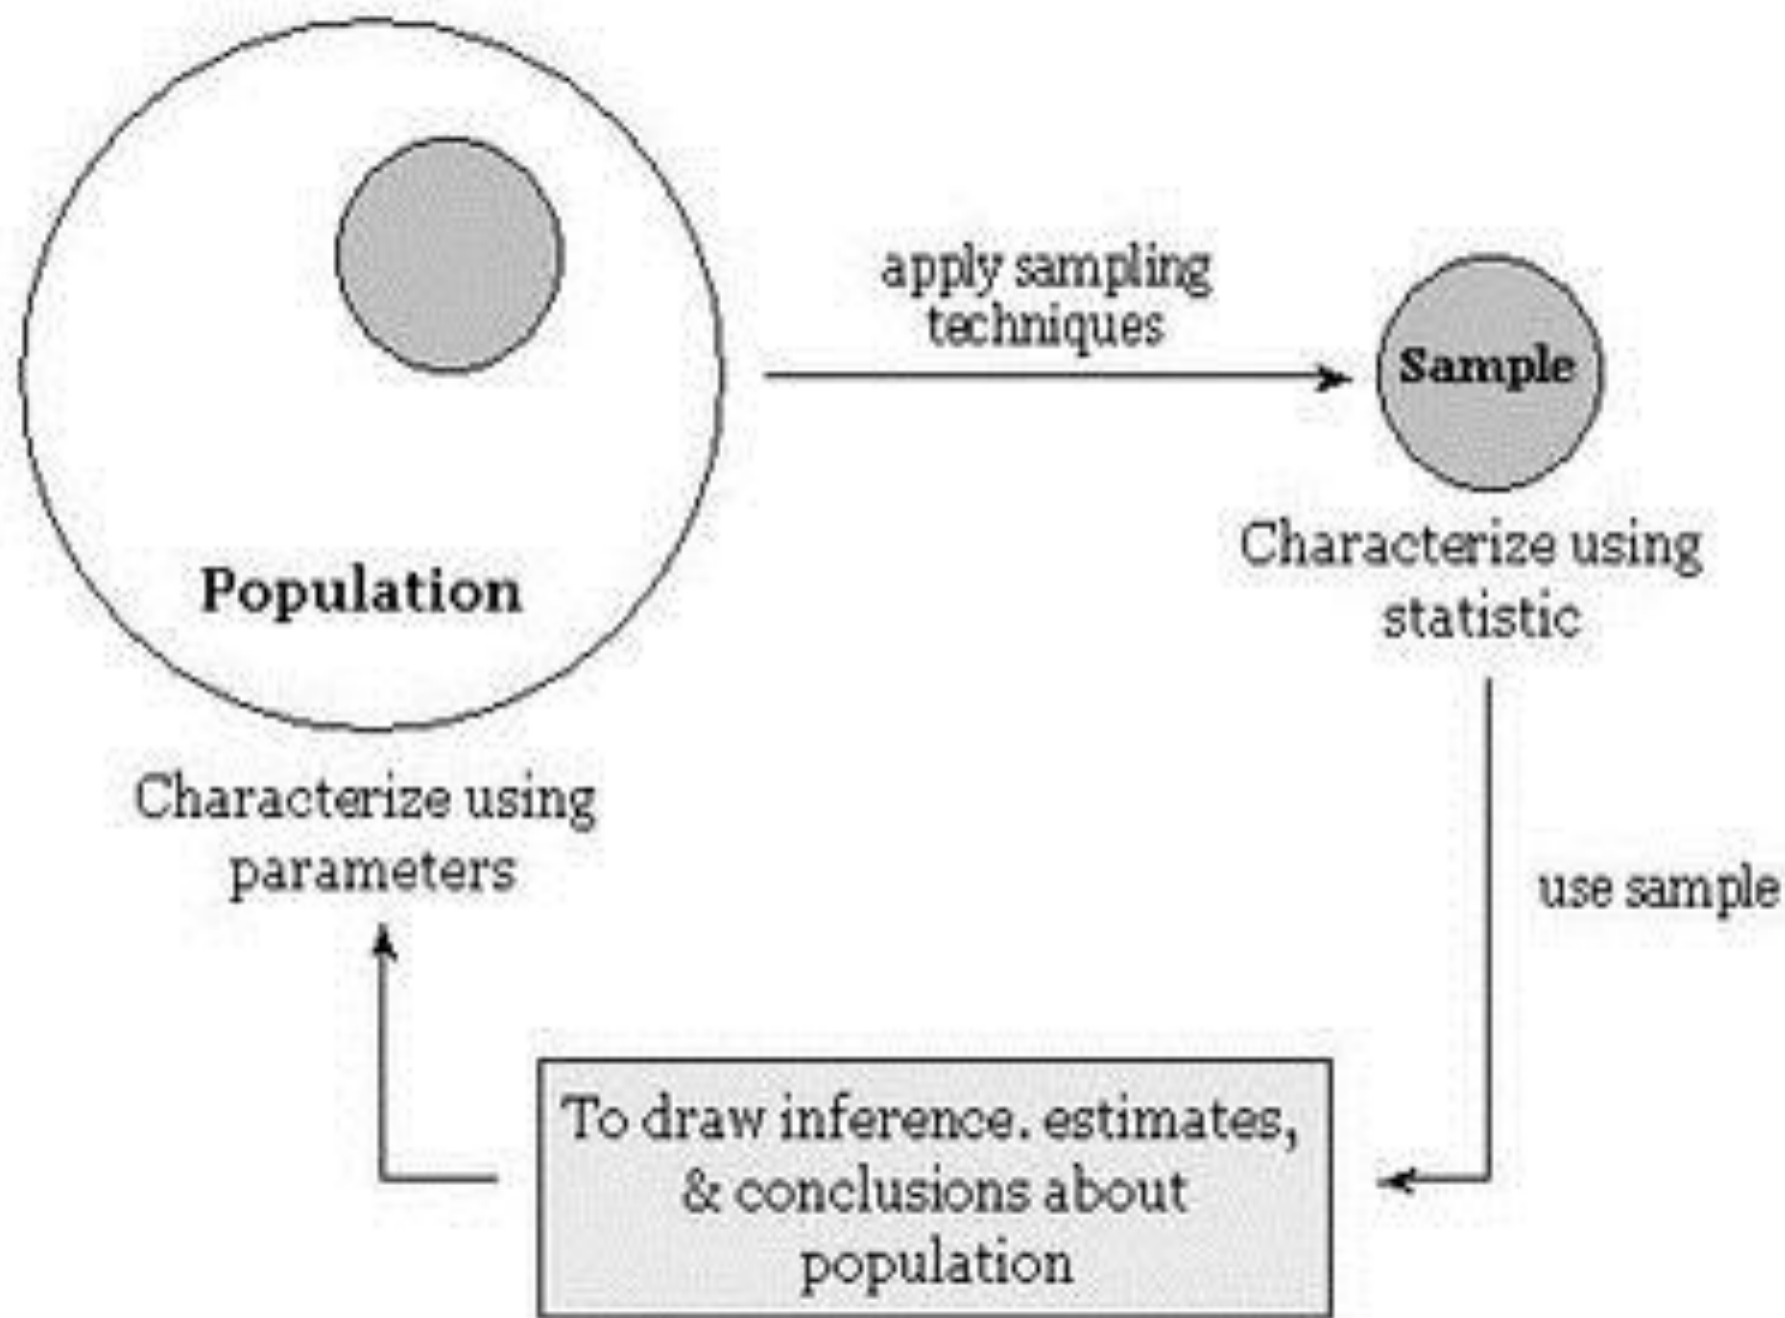 Population
apply sampling
techniques
Sample
Characterize using
statistic
use sample
To draw inference. estimates,
& conclusions about
population
Characterize using
parameters